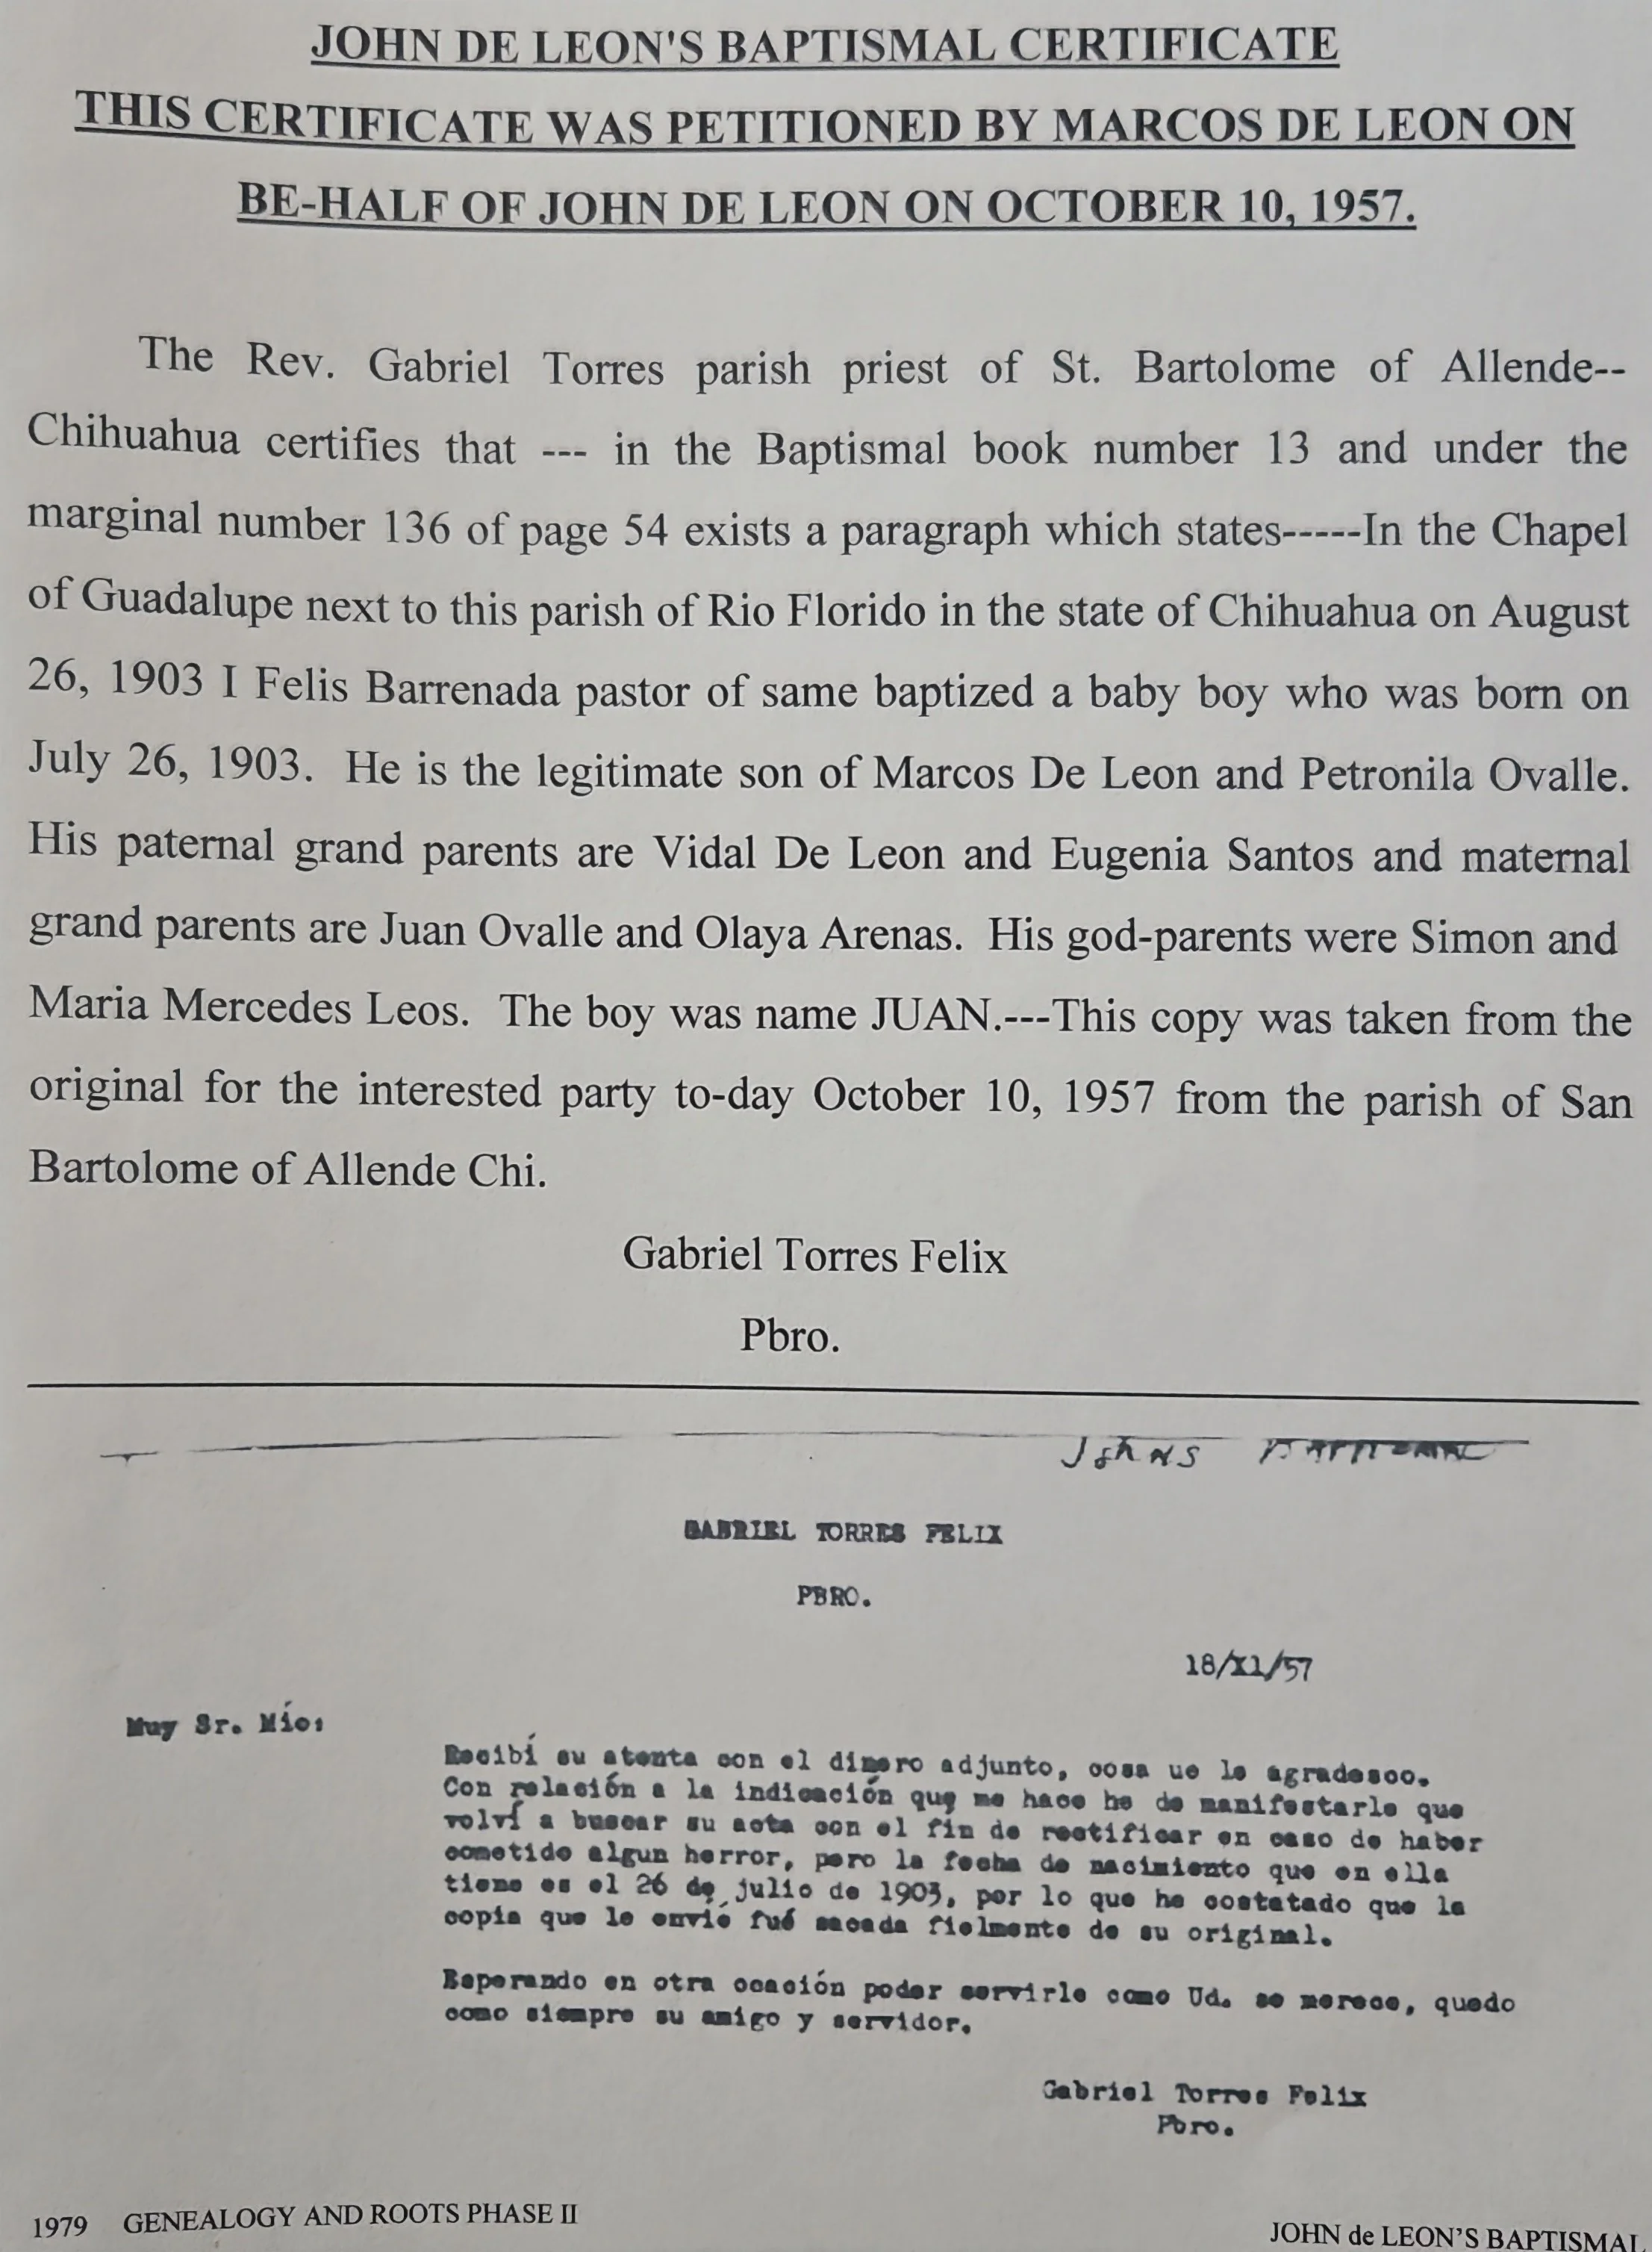 JOHN DE LEON'S BAPTISMAL CERTIFICATE
THIS CERTIFICATE WAS PETITIONED BY MARCOS DE LEON ON
BE-HALF OF JOHN DE LEON ON OCTOBER 10, 1957.
The Rev. Gabriel Torres parish priest of St. Bartolome of Allende--
Chihuahua certifies that --- in the Baptismal book number 13 and under the
marginal number 136 of page 54 exists a paragraph which states-----In the Chapel
of Guadalupe next to this parish of Rio Florido in the state of Chihuahua on August
26, 1903 I Felis Barrenada pastor of same baptized a baby boy who was born on
July 26, 1903. He is the legitimate son of Marcos De Leon and Petronila Ovalle.
His paternal grand parents are Vidal De Leon and Eugenia Santos and maternal
grand parents are Juan Ovalle and Olaya Arenas. His god-parents were Simon and
Maria Mercedes Leos. The boy was name JUAN.---This copy was taken from the
original for the interested party to-day October 10, 1957 from the parish of San
Bartolome of Allende Chi.
Gabriel Torres Felix
Pbro.
JOHNS
GABRIEL TORRES FELIX
PBRO.
18/XI/57
Muy Sr. Mío:
Recibí su atenta con el dinero adjunto, cosa ue le agradesco.
Con relación a la indicación que me hace he de manifestarle que
volví a buscar su acta con el fin de rectificar en caso de haber
cometido algun herror, pero la fecha de nacimiento que en ella
tiene es el 26 de julio de 1903, por lo que he costatado que la
copia que le envié fué sacada fielmente de su original.
Esperando en otra ocación poder servirle como Ud. se merece, quedo
como siempre su amigo y servidor.
Gabriel Torres Felix
Pbro.
1979 GENEALOGY AND ROOTS PHASE II
JOHN de LEON'S BAPTISMAL